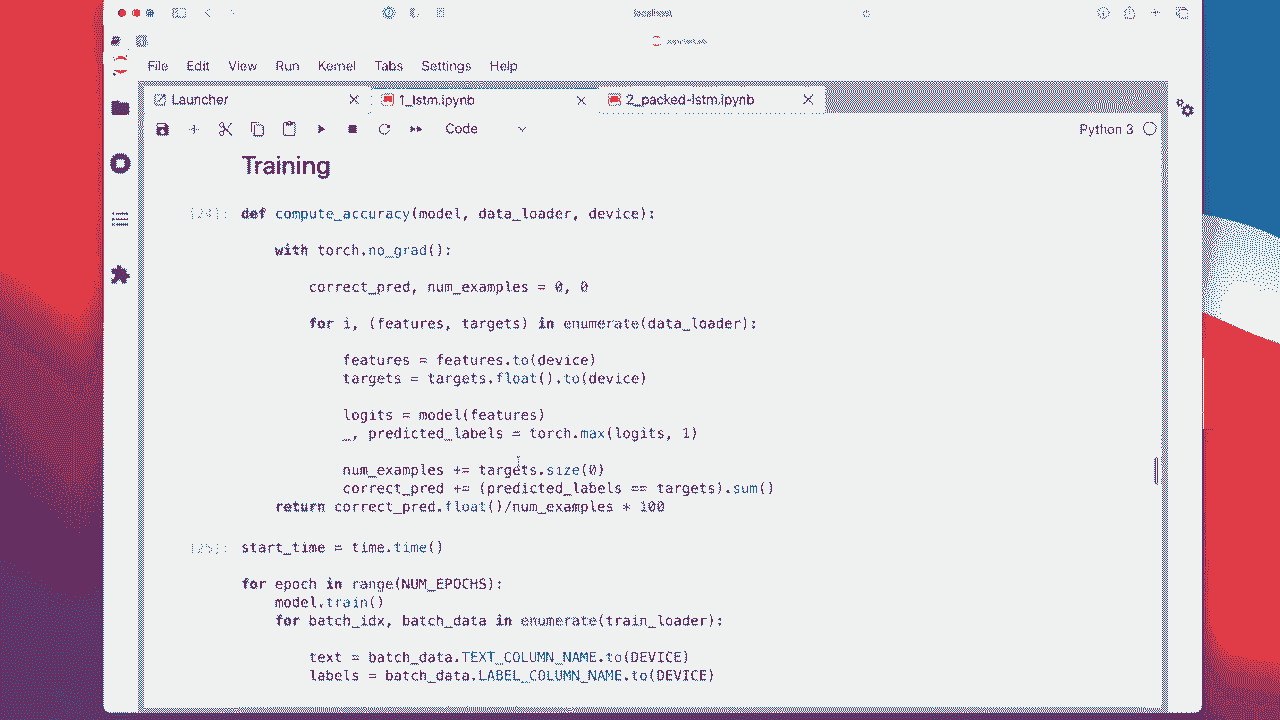 localhost
File Edit View Run Kernel Tabs Settings Help
Launcher 1_lstm.ipynb 2_packed-lstm.ipynb
Code Python 3
Training
[24]: def compute_accuracy(model, data_loader, device):
with torch.no_grad():
correct_pred, num_examples = 0, 0
for i, (features, targets) in enumerate(data_loader):
features = features.to(device)
targets = targets.float().to(device)
logits = model(features)
_, predicted_labels = torch.max(logits, 1)
num_examples += targets.size(0)
correct_pred += (predicted_labels == targets).sum()
return correct_pred.float()/num_examples * 100
[25]: start_time = time.time()
for epoch in range(NUM_EPOCHS):
model.train()
for batch_idx, batch_data in enumerate(train_loader):
text = batch_data.TEXT_COLUMN_NAME.to(DEVICE)
labels = batch_data.LABEL_COLUMN_NAME.to(DEVICE)